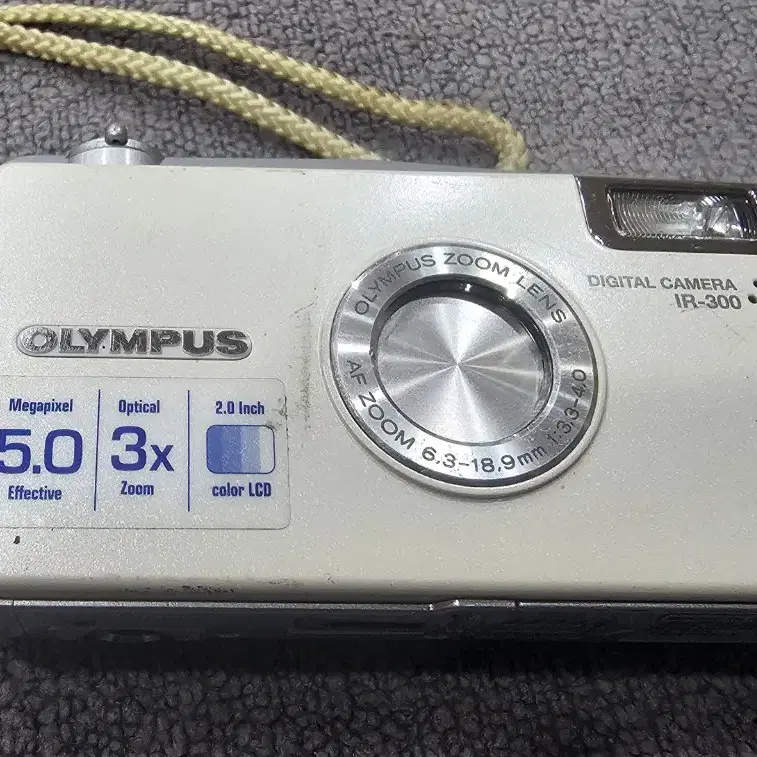 OLYMPUS
Megapixel
5.0
Effective
Optical
3x
Zoom
2.0 Inch
color LCD
OLYMPUS ZOOM LENS
AF ZOOM 6.3-18.9mm 1:3.3-4.0
DIGITAL CAMERA
IR-300